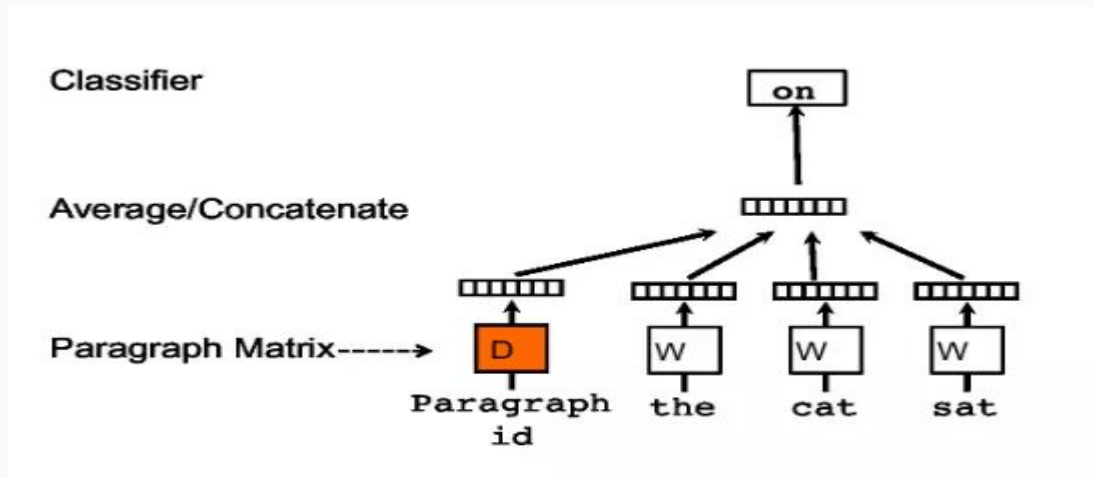 Classifier
on
Average/Concatenate
Paragraph Matrix----->
D
W
W
W
Paragraph
id
the
cat
sat